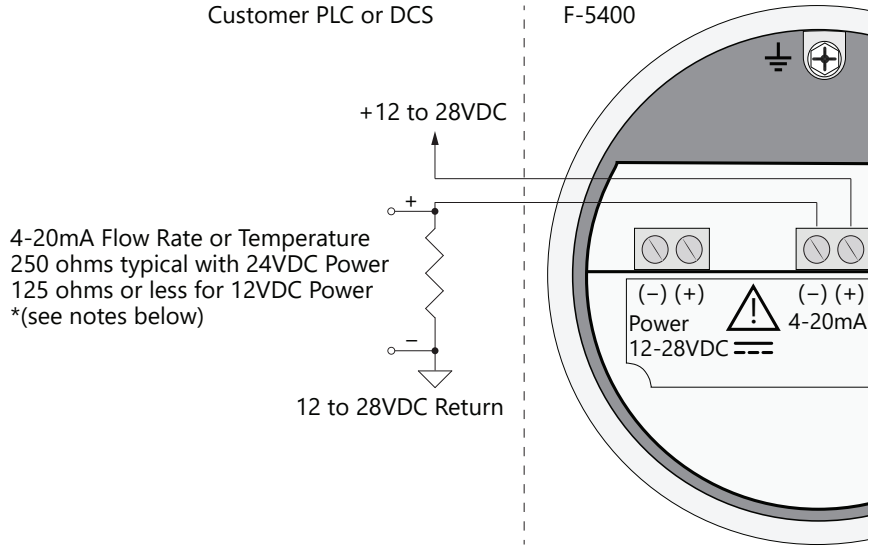 Customer PLC or DCS
F-5400
+12 to 28VDC
+
4-20mA Flow Rate or Temperature
250 ohms typical with 24VDC Power
125 ohms or less for 12VDC Power
*(see notes below)
−
12 to 28VDC Return
(−) (+)
Power
12-28VDC
!
(−) (+)
4-20mA